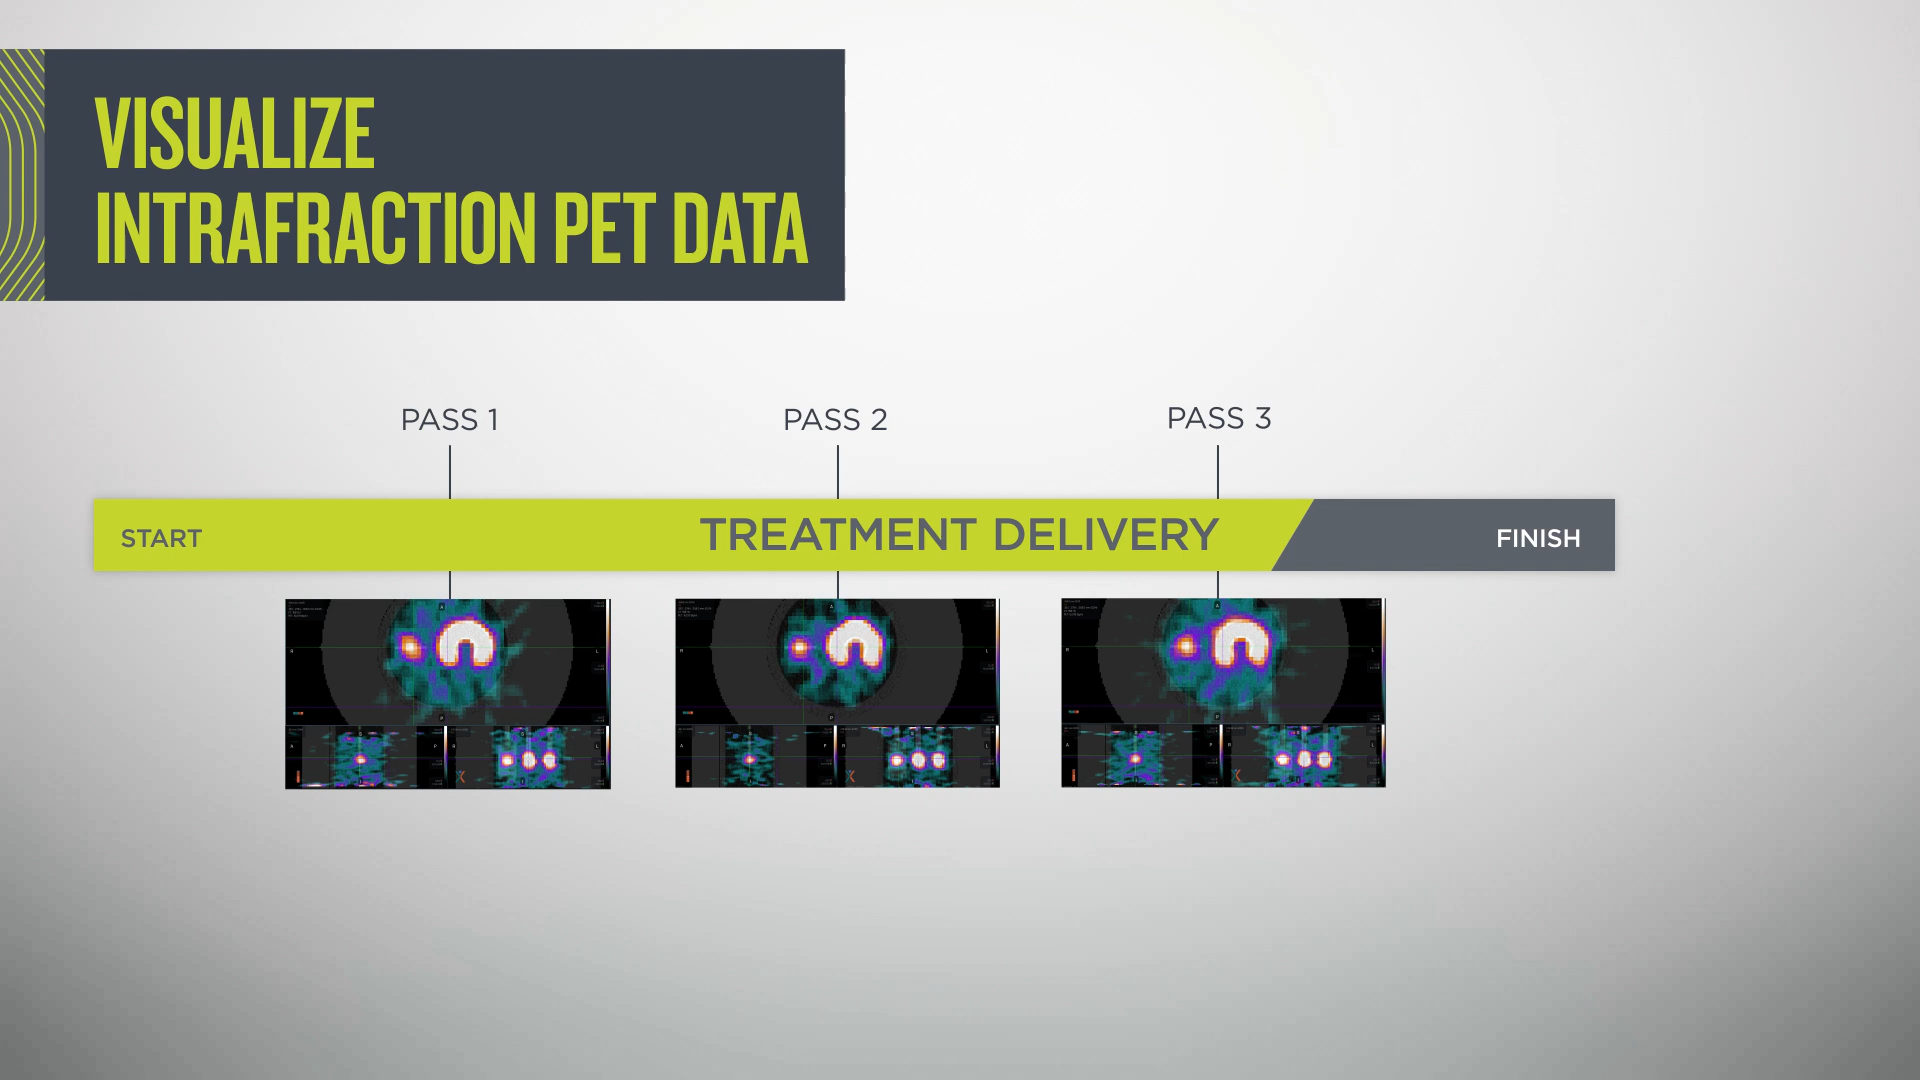 VISUALIZE
INTRAFRACTION PET DATA
PASS 1
PASS 2
PASS 3
START
TREATMENT DELIVERY
FINISH